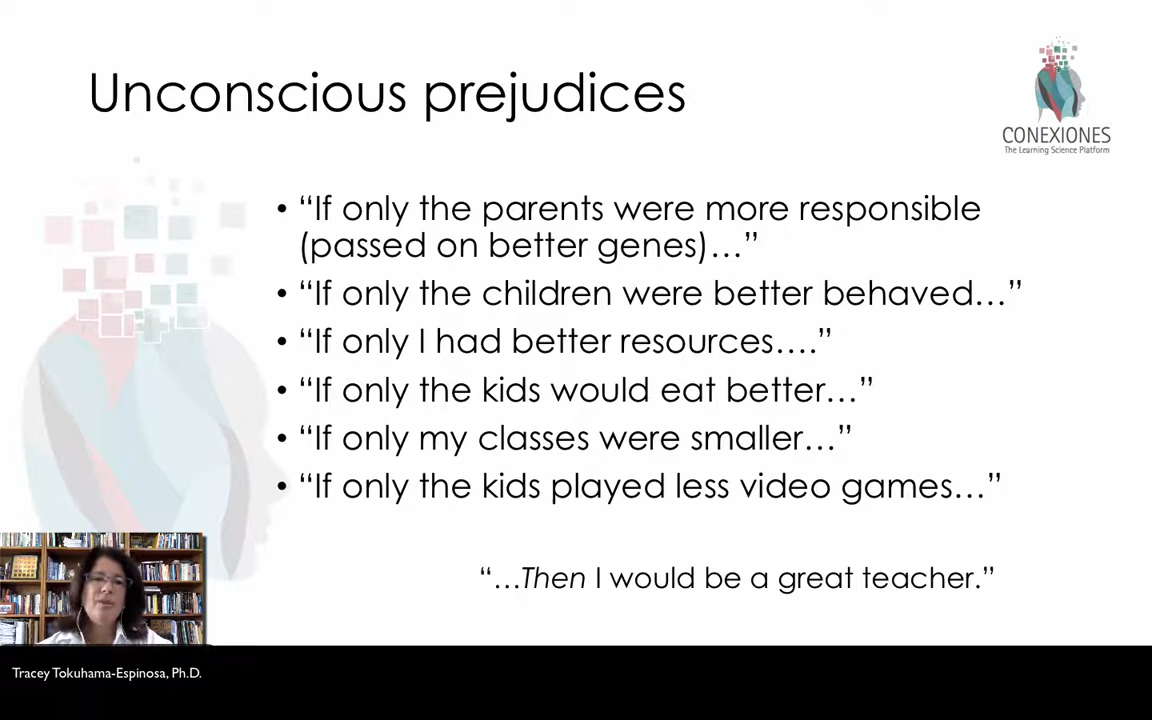 Unconscious prejudices
CONEXIONES
The Learning Science Platform
• “If only the parents were more responsible
(passed on better genes)…”
• “If only the children were better behaved…”
• “If only I had better resources….”
• “If only the kids would eat better…”
• “If only my classes were smaller…”
• “If only the kids played less video games…”
“…Then I would be a great teacher.”
Tracey Tokuhama-Espinosa, Ph.D.